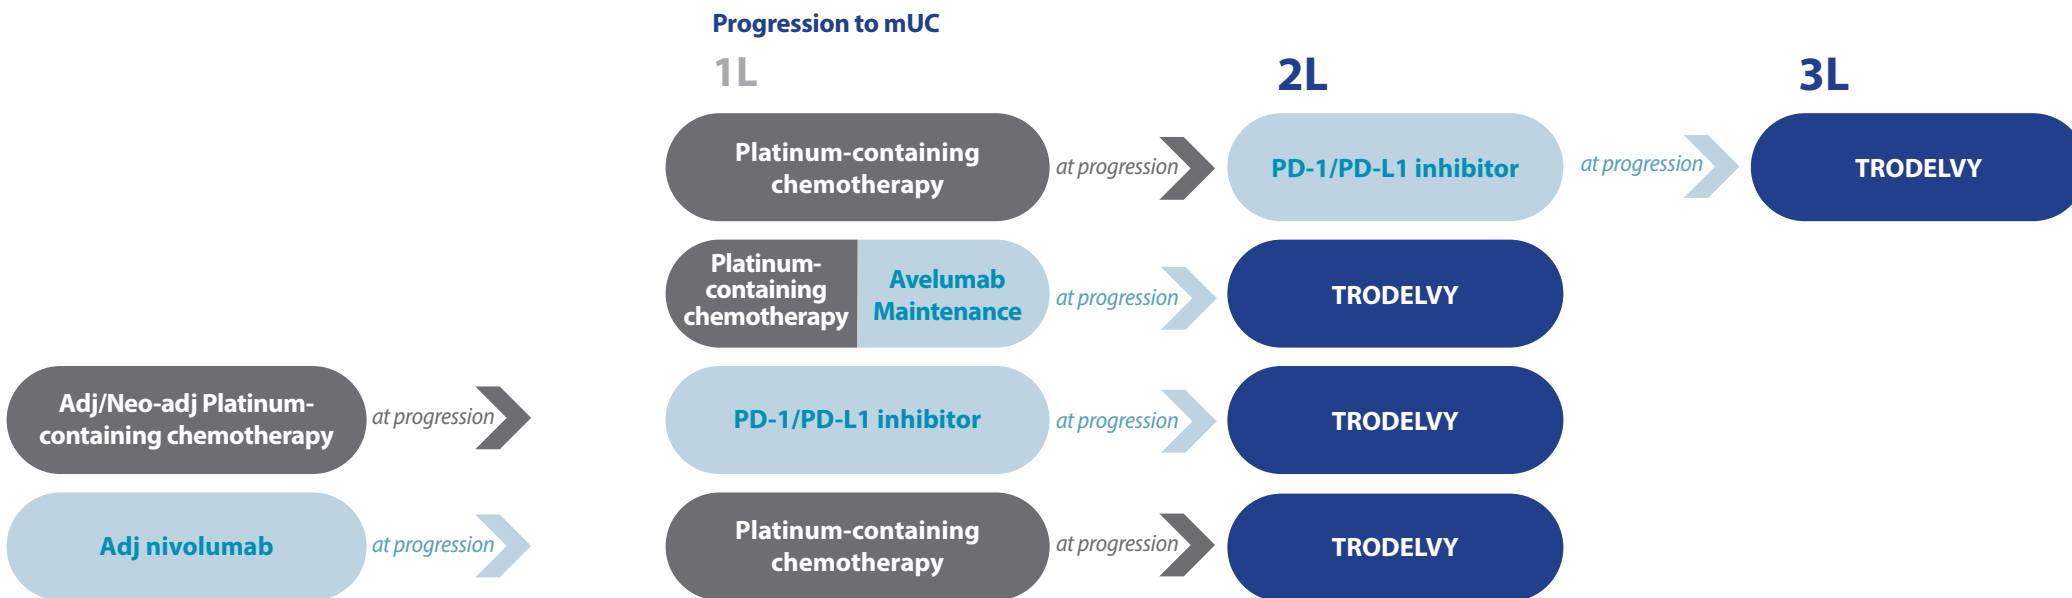 Progression to mUC
1L
2L
3L
Platinum-containing
chemotherapy
at progression
PD-1/PD-L1 inhibitor
at progression
TRODELVY
Platinum-
containing
chemotherapy
Avelumab
Maintenance
at progression
TRODELVY
Adj/Neo-adj Platinum-
containing chemotherapy
at progression
PD-1/PD-L1 inhibitor
at progression
TRODELVY
Adj nivolumab
at progression
Platinum-containing
chemotherapy
at progression
TRODELVY